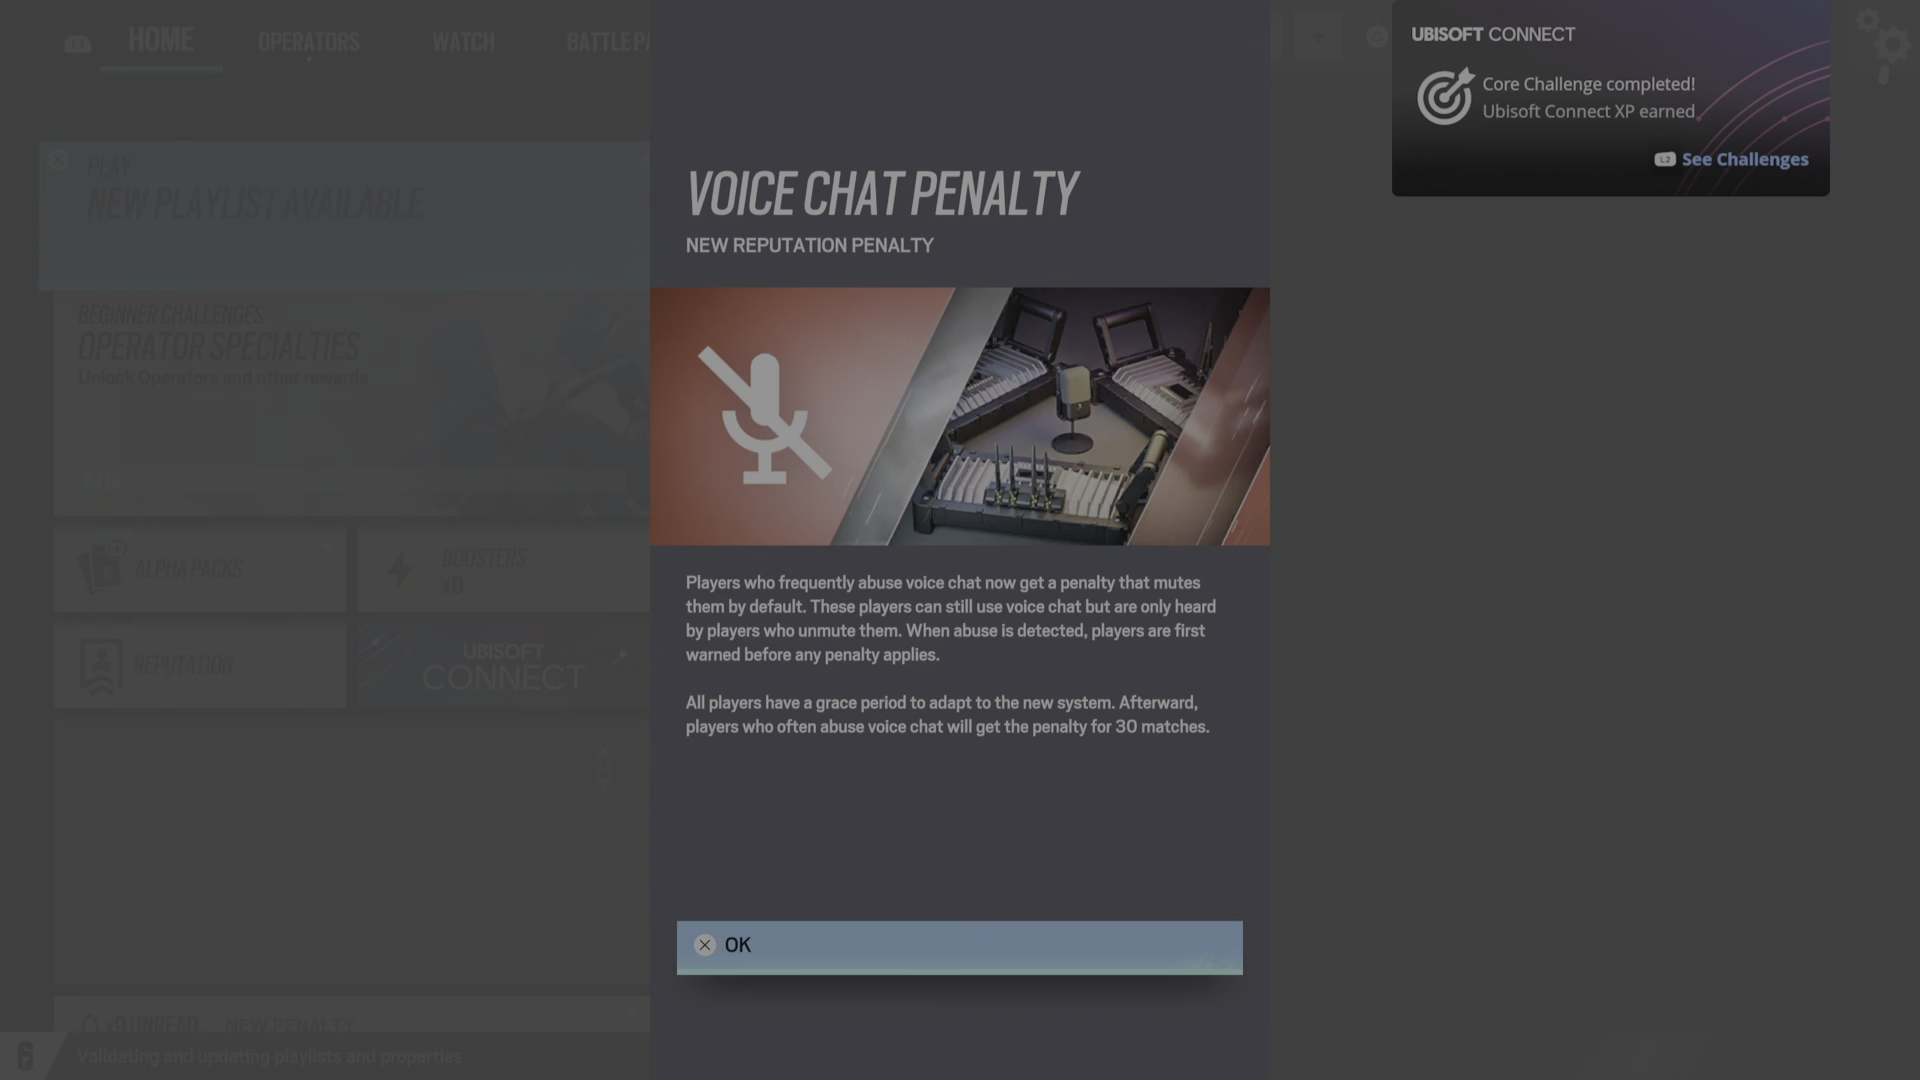 HOME
OPERATORS
WATCH
BATTLE PA
UBISOFT CONNECT
Core Challenge completed!
Ubisoft Connect XP earned
L2 See Challenges
PLAY
NEW PLAYLIST AVAILABLE
BEGINNER CHALLENGES
OPERATOR SPECIALTIES
Unlock Operators and other rewards
ALPHA PACKS
BOOSTERS
x0
REPUTATION
UBISOFT
CONNECT
VOICE CHAT PENALTY
NEW REPUTATION PENALTY
Players who frequently abuse voice chat now get a penalty that mutes
them by default. These players can still use voice chat but are only heard
by players who unmute them. When abuse is detected, players are first
warned before any penalty applies.
All players have a grace period to adapt to the new system. Afterward,
players who often abuse voice chat will get the penalty for 30 matches.
OK
UNREAD NEW PENALTY
Validating and updating playlists and properties